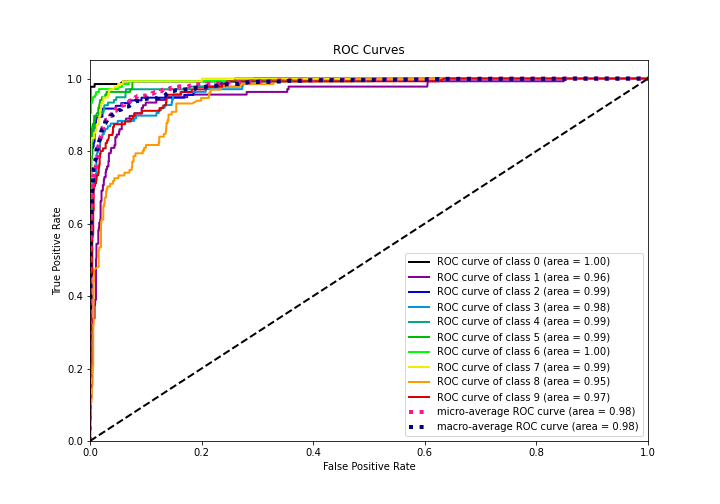 ROC Curves
True Positive Rate
1.0
0.8
0.6
0.4
0.2
0.0
0.0
0.2
0.4
0.6
0.8
1.0
False Positive Rate
ROC curve of class 0 (area = 1.00)
ROC curve of class 1 (area = 0.96)
ROC curve of class 2 (area = 0.99)
ROC curve of class 3 (area = 0.98)
ROC curve of class 4 (area = 0.99)
ROC curve of class 5 (area = 0.99)
ROC curve of class 6 (area = 1.00)
ROC curve of class 7 (area = 0.99)
ROC curve of class 8 (area = 0.95)
ROC curve of class 9 (area = 0.97)
micro-average ROC curve (area = 0.98)
macro-average ROC curve (area = 0.98)